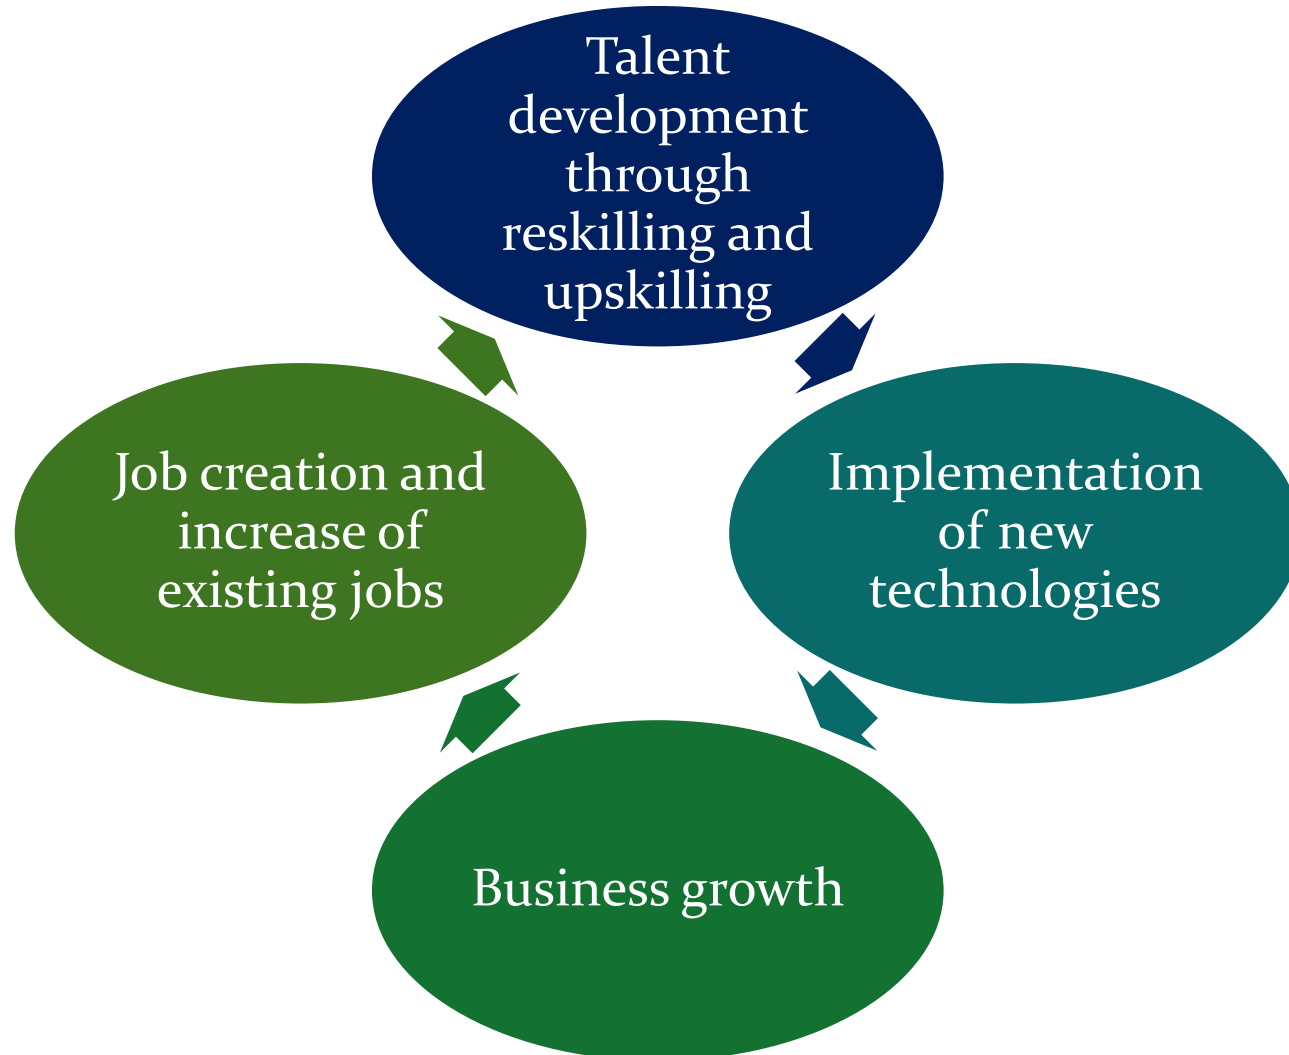 Talent
development
through
reskilling and
upskilling
Job creation and
increase of
existing jobs
Implementation
of new
technologies
Business growth